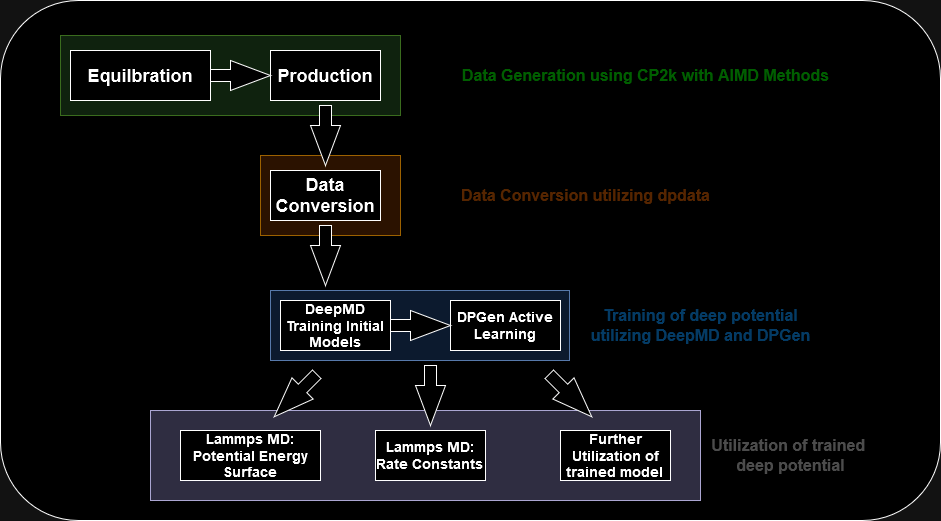 Equilbration
Production
Data Generation using CP2k with AIMD Methods
Data
Conversion
Data Conversion utilizing dpdata
DeepMD
Training Initial
Models
DPGen Active
Learning
Training of deep potential
utilizing DeepMD and DPGen
Lammps MD:
Potential Energy
Surface
Lammps MD:
Rate Constants
Further
Utilization of
trained model
Utilization of trained
deep potential